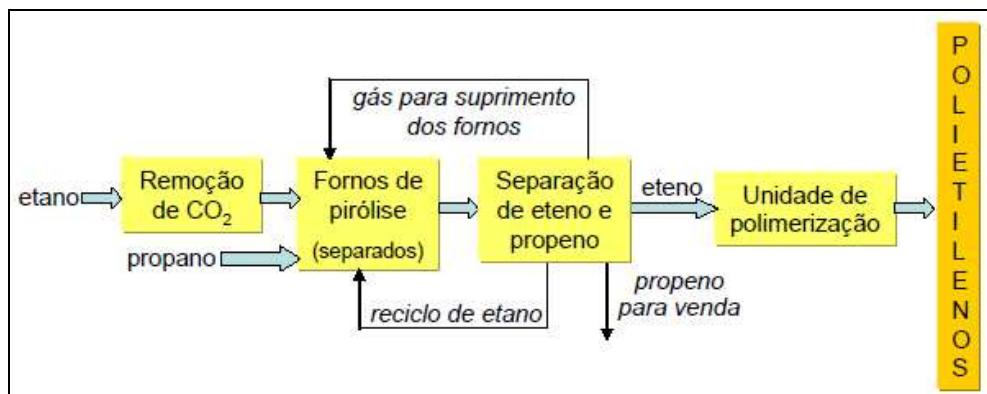 gás para suprimento
dos fornos
etano
Remoção
de CO₂
propano
Fornos de
pirólise
(separados)
Separação
de eteno e
propeno
eteno
Unidade de
polimerização
reciclo de etano
propeno
para venda
P
O
L
I
E
T
I
L
E
N
O
S